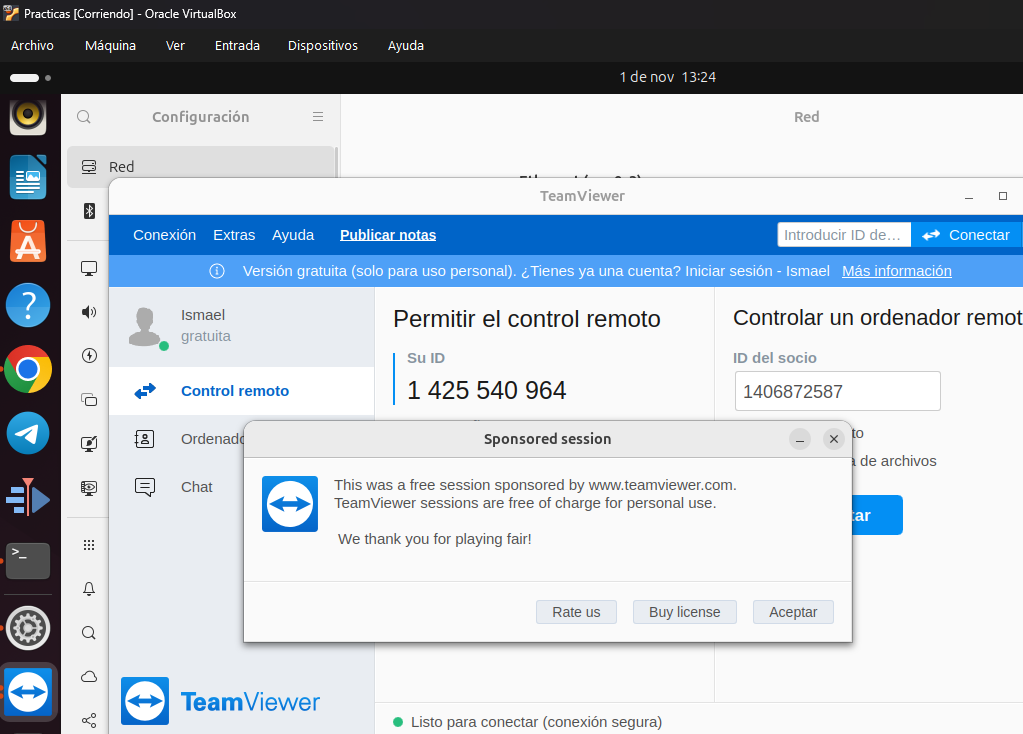 Practicas [Corriendo] - Oracle VirtualBox
Archivo Máquina Ver Entrada Dispositivos Ayuda
1 de nov 13:24
Configuración
Red
Red
TeamViewer
Conexión Extras Ayuda Publicar notas
Introducir ID de…
Conectar
Versión gratuita (solo para uso personal). ¿Tienes ya una cuenta? Iniciar sesión - Ismael Más información
Ismael
gratuita
Control remoto
Ordenado
Chat
Permitir el control remoto
Su ID
1 425 540 964
Controlar un ordenador remot
ID del socio
1406872587
to
a de archivos
tar
Sponsored session
This was a free session sponsored by www.teamviewer.com.
TeamViewer sessions are free of charge for personal use.
We thank you for playing fair!
Rate us Buy license Aceptar
TeamViewer
Listo para conectar (conexión segura)